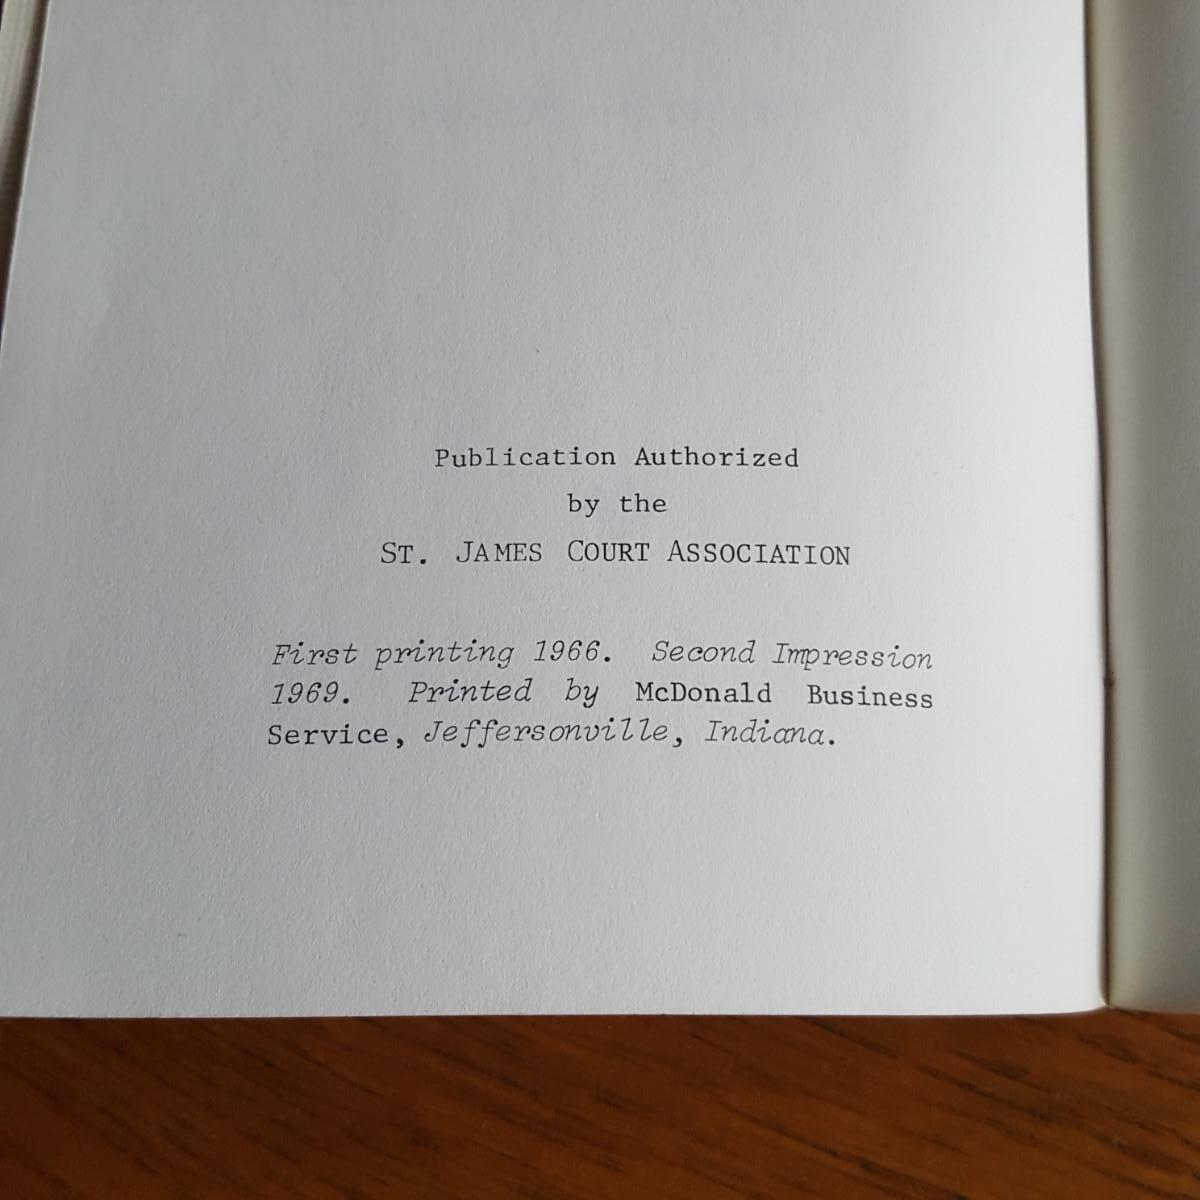 Publication Authorized
by the
ST. JAMES COURT ASSOCIATION
First printing 1966. Second Impression
1969. Printed by McDonald Business
Service, Jeffersonville, Indiana.